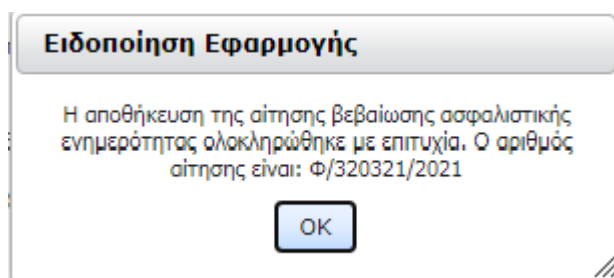 Ειδοποίηση Εφαρμογής
Η αποθήκευση της αίτησης βεβαίωσης ασφαλιστικής
ενημερότητας ολοκληρώθηκε με επιτυχία. Ο αριθμός
αίτησης είναι: Φ/320321/2021
OK